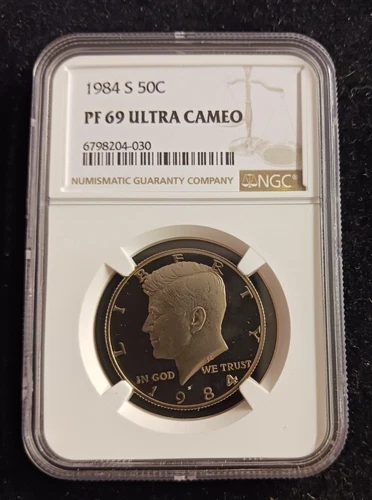 1984 S 50C
PF 69 ULTRA CAMEO
6798204-030
NUMISMATIC GUARANTY COMPANY NGC
LIBERTY
IN GOD WE TRUST
1984